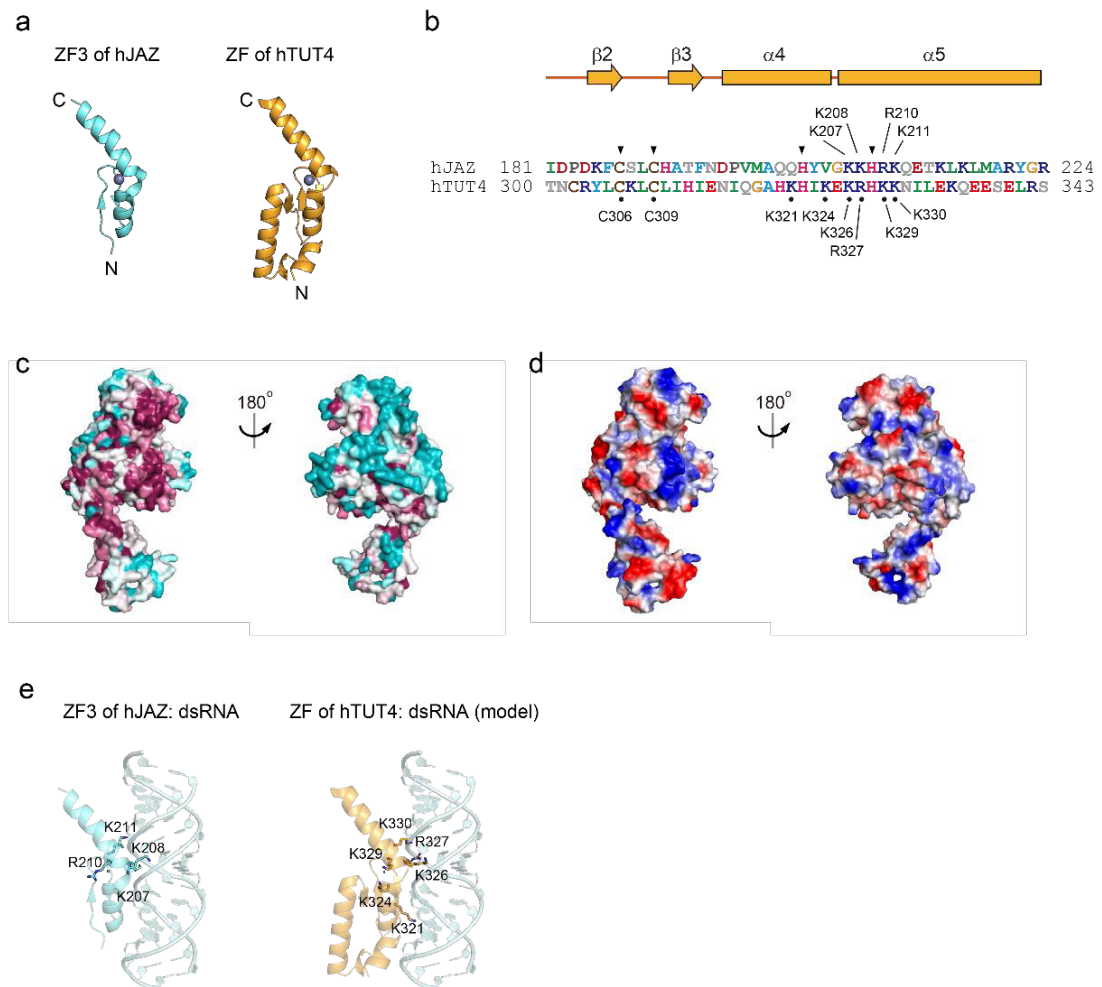 a
ZF3 of hJAZ
ZF of hTUT4
C
C
N
N
b
β2
β3
α4
α5
K208
R210
K207
K211
hJAZ 181 IDPDKFCSLCHATFNDPVMAQQHYVGKKHRKQETKLKLMARYGR 224
hTUT4 300 TNCRYLCKLCLIHIENIQGAHKHIKEKRHKKNILEKQEESELRS 343
C306
C309
K321
K324
K330
K326
K329
R327
c
180°
d
180°
e
ZF3 of hJAZ: dsRNA
ZF of hTUT4: dsRNA (model)
K211
K208
R210
K207
K330
R327
K329
K326
K324
K321